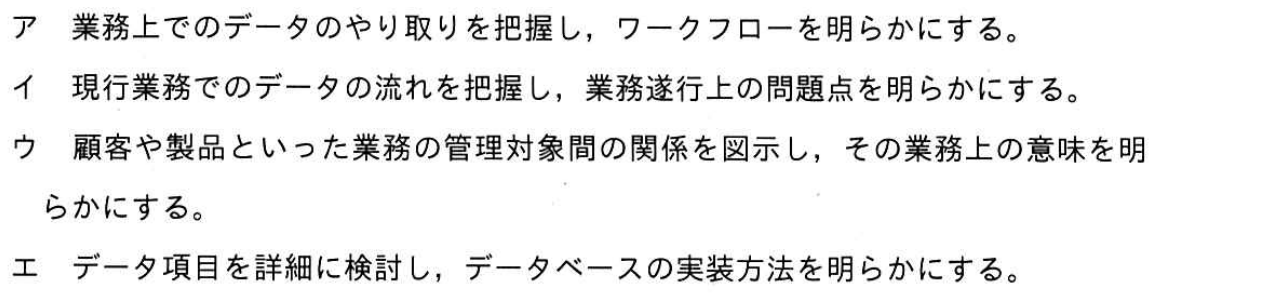 ア　業務上でのデータのやり取りを把握し，ワークフローを明らかにする。
イ　現行業務でのデータの流れを把握し，業務遂行上の問題点を明らかにする。
ウ　顧客や製品といった業務の管理対象間の関係を図示し，その業務上の意味を明
らかにする。
エ　データ項目を詳細に検討し，データベースの実装方法を明らかにする。